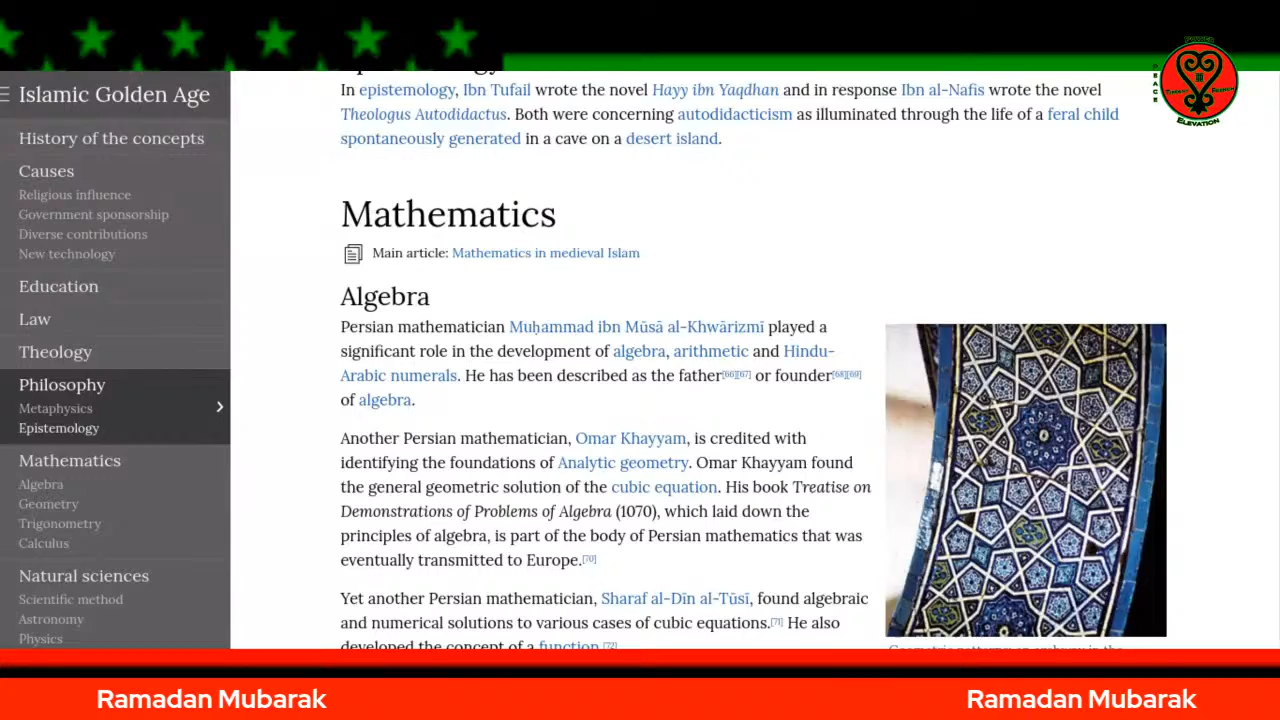 Islamic Golden Age
History of the concepts
Causes
Religious influence
Government sponsorship
Diverse contributions
New technology
Education
Law
Theology
Philosophy
Metaphysics
Epistemology
Mathematics
Algebra
Geometry
Trigonometry
Calculus
Natural sciences
Scientific method
Astronomy
Physics
In epistemology, Ibn Tufail wrote the novel Hayy ibn Yaqdhan and in response Ibn al-Nafis wrote the novel
Theologus Autodidactus. Both were concerning autodidacticism as illuminated through the life of a feral child
spontaneously generated in a cave on a desert island.
Mathematics
Main article: Mathematics in medieval Islam
Algebra
Persian mathematician Muḥammad ibn Mūsā al-Khwārizmī played a
significant role in the development of algebra, arithmetic and Hindu-
Arabic numerals. He has been described as the father[66][67] or founder[68][69]
of algebra.
Another Persian mathematician, Omar Khayyam, is credited with
identifying the foundations of Analytic geometry. Omar Khayyam found
the general geometric solution of the cubic equation. His book Treatise on
Demonstrations of Problems of Algebra (1070), which laid down the
principles of algebra, is part of the body of Persian mathematics that was
eventually transmitted to Europe.[70]
Yet another Persian mathematician, Sharaf al-Dīn al-Tūsī, found algebraic
and numerical solutions to various cases of cubic equations.[71] He also
developed the concept of a function.[72]
POWER
PEACE
ELEVATION
Ramadan Mubarak
Ramadan Mubarak